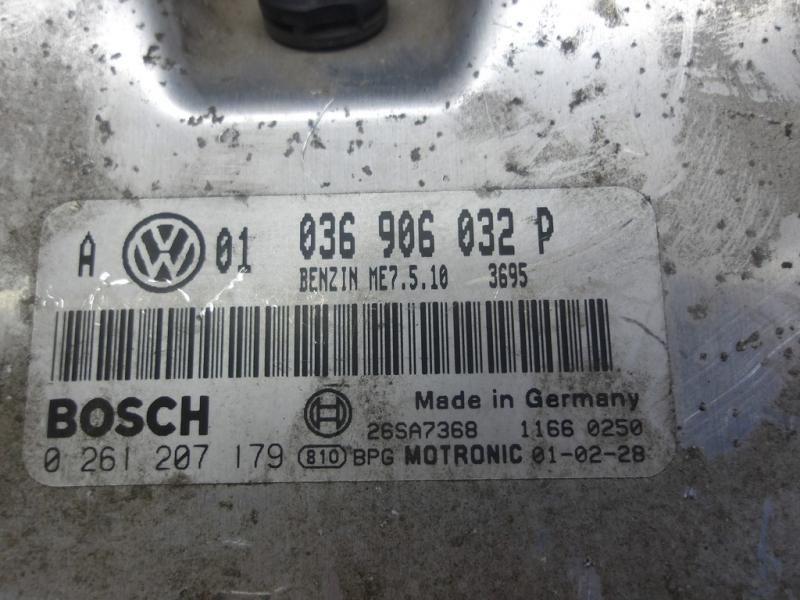 A VW 01 036 906 032 P
BENZIN ME7.5.10 3695
BOSCH Made in Germany
26SA7368 1166 0250
0 261 207 179 810 BPG MOTRONIC 01-02-28